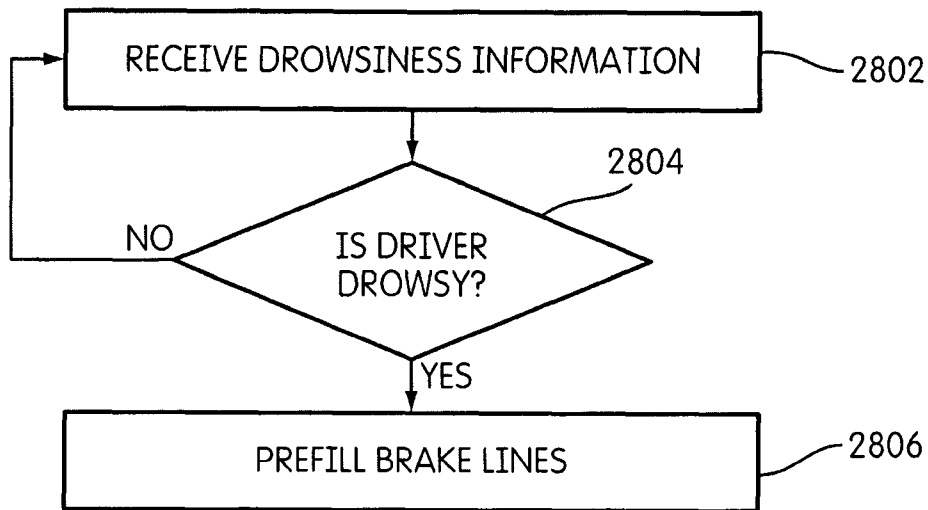 RECEIVE DROWSINESS INFORMATION
2802
2804
IS DRIVER
DROWSY?
NO
YES
PREFILL BRAKE LINES
2806